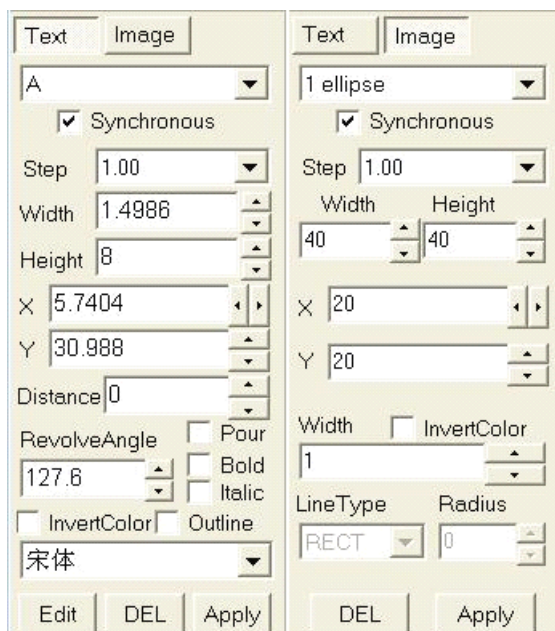 Text Image
A
Synchronous
Step 1.00
Width 1.4986
Height 8
X 5.7404
Y 30.988
Distance 0
RevolveAngle Pour
127.6 Bold
Italic
InvertColor Outline
宋体
Edit DEL Apply
Text Image
1 ellipse
Synchronous
Step 1.00
Width Height
40 40
X 20
Y 20
Width InvertColor
1
LineType Radius
RECT 0
DEL Apply